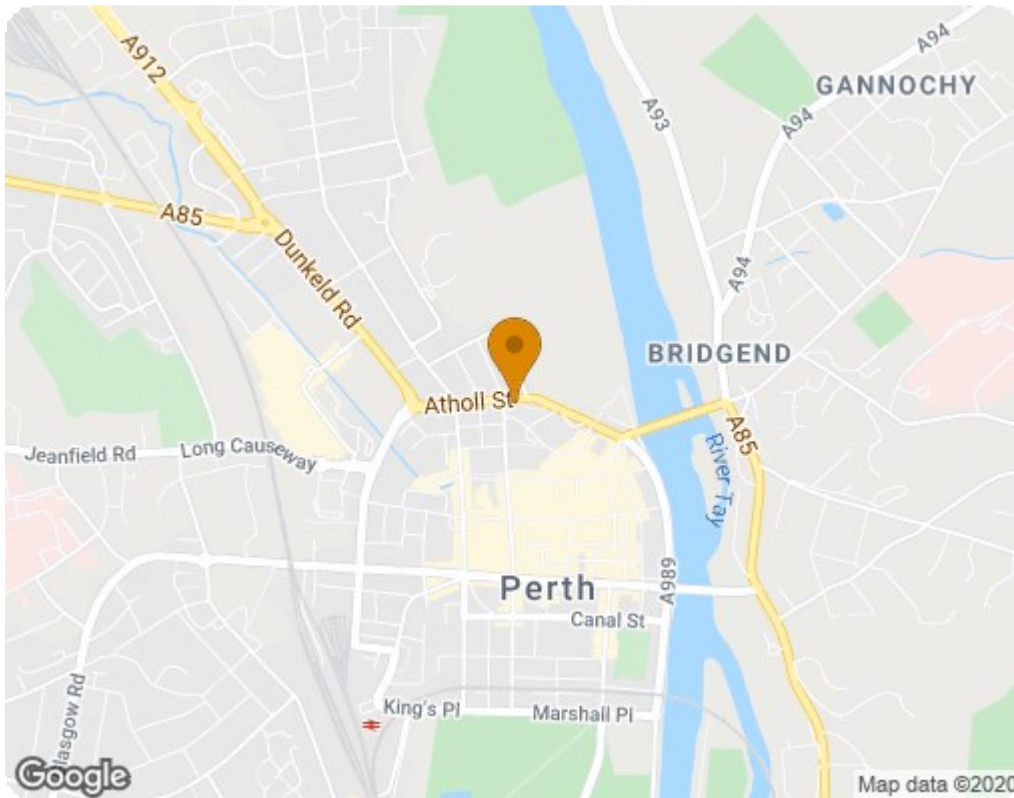 A912
A94
GANNOCHY
A93
A94
A85
A94
Dunkeld Rd
BRIDGEND
Atholl St
A85
Jeanfield Rd
Long Causeway
River Tay
A989
Perth
Canal St
lasgow Rd
King's Pl
Marshall Pl
Google
Map data ©2020